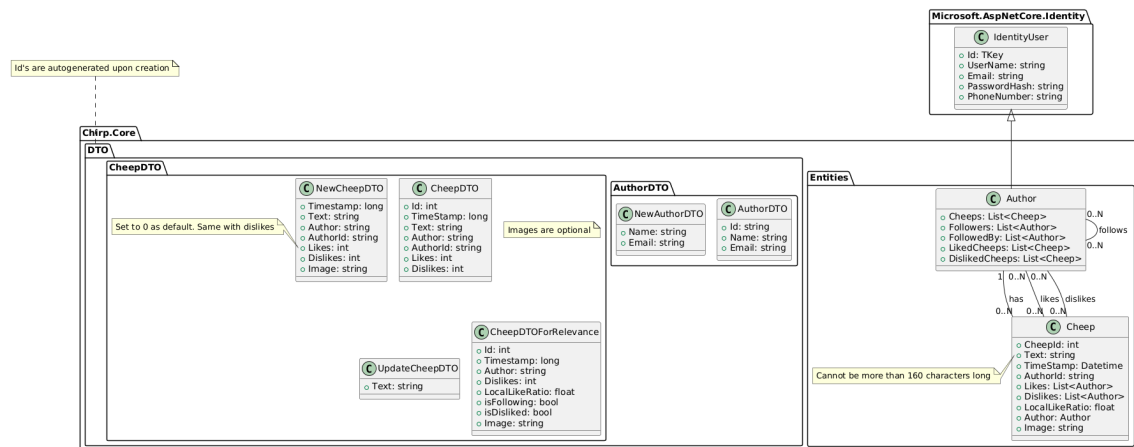 Microsoft.AspNetCore.Identity
C IdentityUser
Id: TKey
UserName: string
Email: string
PasswordHash: string
PhoneNumber: string
Id's are autogenerated upon creation
Chirp.Core
DTO
CheepDTO
C NewCheepDTO
Timestamp: long
Text: string
Author: string
AuthorId: string
Likes: int
Dislikes: int
Image: string
Set to 0 as default. Same with dislikes
C CheepDTO
Id: int
TimeStamp: long
Text: string
Author: string
AuthorId: string
Likes: int
Dislikes: int
Images are optional
C UpdateCheepDTO
Text: string
C CheepDTOForRelevance
Id: int
Timestamp: long
Author: string
Dislikes: int
LocalLikeRatio: float
isFollowing: bool
isDisliked: bool
Image: string
AuthorDTO
C NewAuthorDTO
Name: string
Email: string
C AuthorDTO
Id: string
Name: string
Email: string
Entities
C Author
Cheeps: List<Cheep>
Followers: List<Author>
FollowedBy: List<Author>
LikedCheeps: List<Cheep>
DislikedCheeps: List<Cheep>
0..N
follows
0..N
1 0..N 0..N
has likes dislikes
0..N 0..N 0..N
C Cheep
CheepId: int
Text: string
TimeStamp: Datetime
AuthorId: string
Likes: List<Author>
Dislikes: List<Author>
LocalLikeRatio: float
Author: Author
Image: string
Cannot be more than 160 characters long